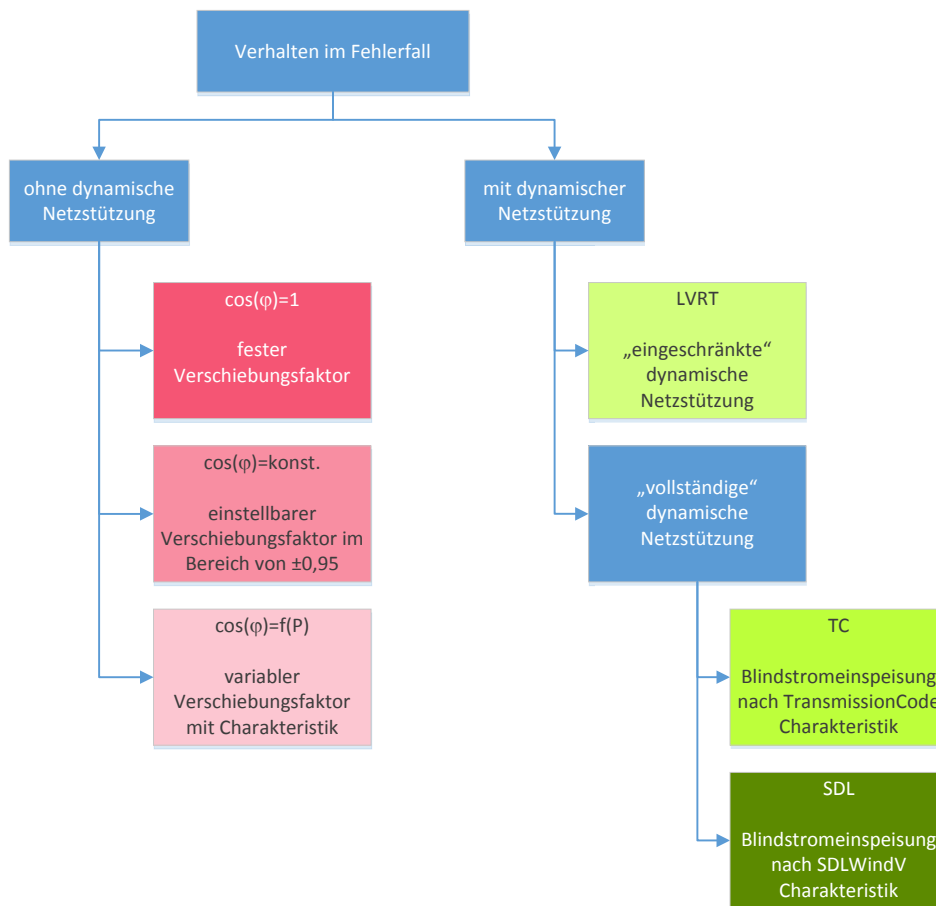 Verhalten im Fehlerfall
ohne dynamische
Netzstützung
mit dynamischer
Netzstützung
cos(φ)=1
fester
Verschiebungsfaktor
cos(φ)=konst.
einstellbarer
Verschiebungsfaktor im
Bereich von ±0,95
cos(φ)=f(P)
variabler
Verschiebungsfaktor
mit Charakteristik
LVRT
„eingeschränkte“
dynamische
Netzstützung
„vollständige“
dynamische
Netzstützung
TC
Blindstromeinspeisung
nach TransmissionCode
Charakteristik
SDL
Blindstromeinspeisung
nach SDLWindV
Charakteristik